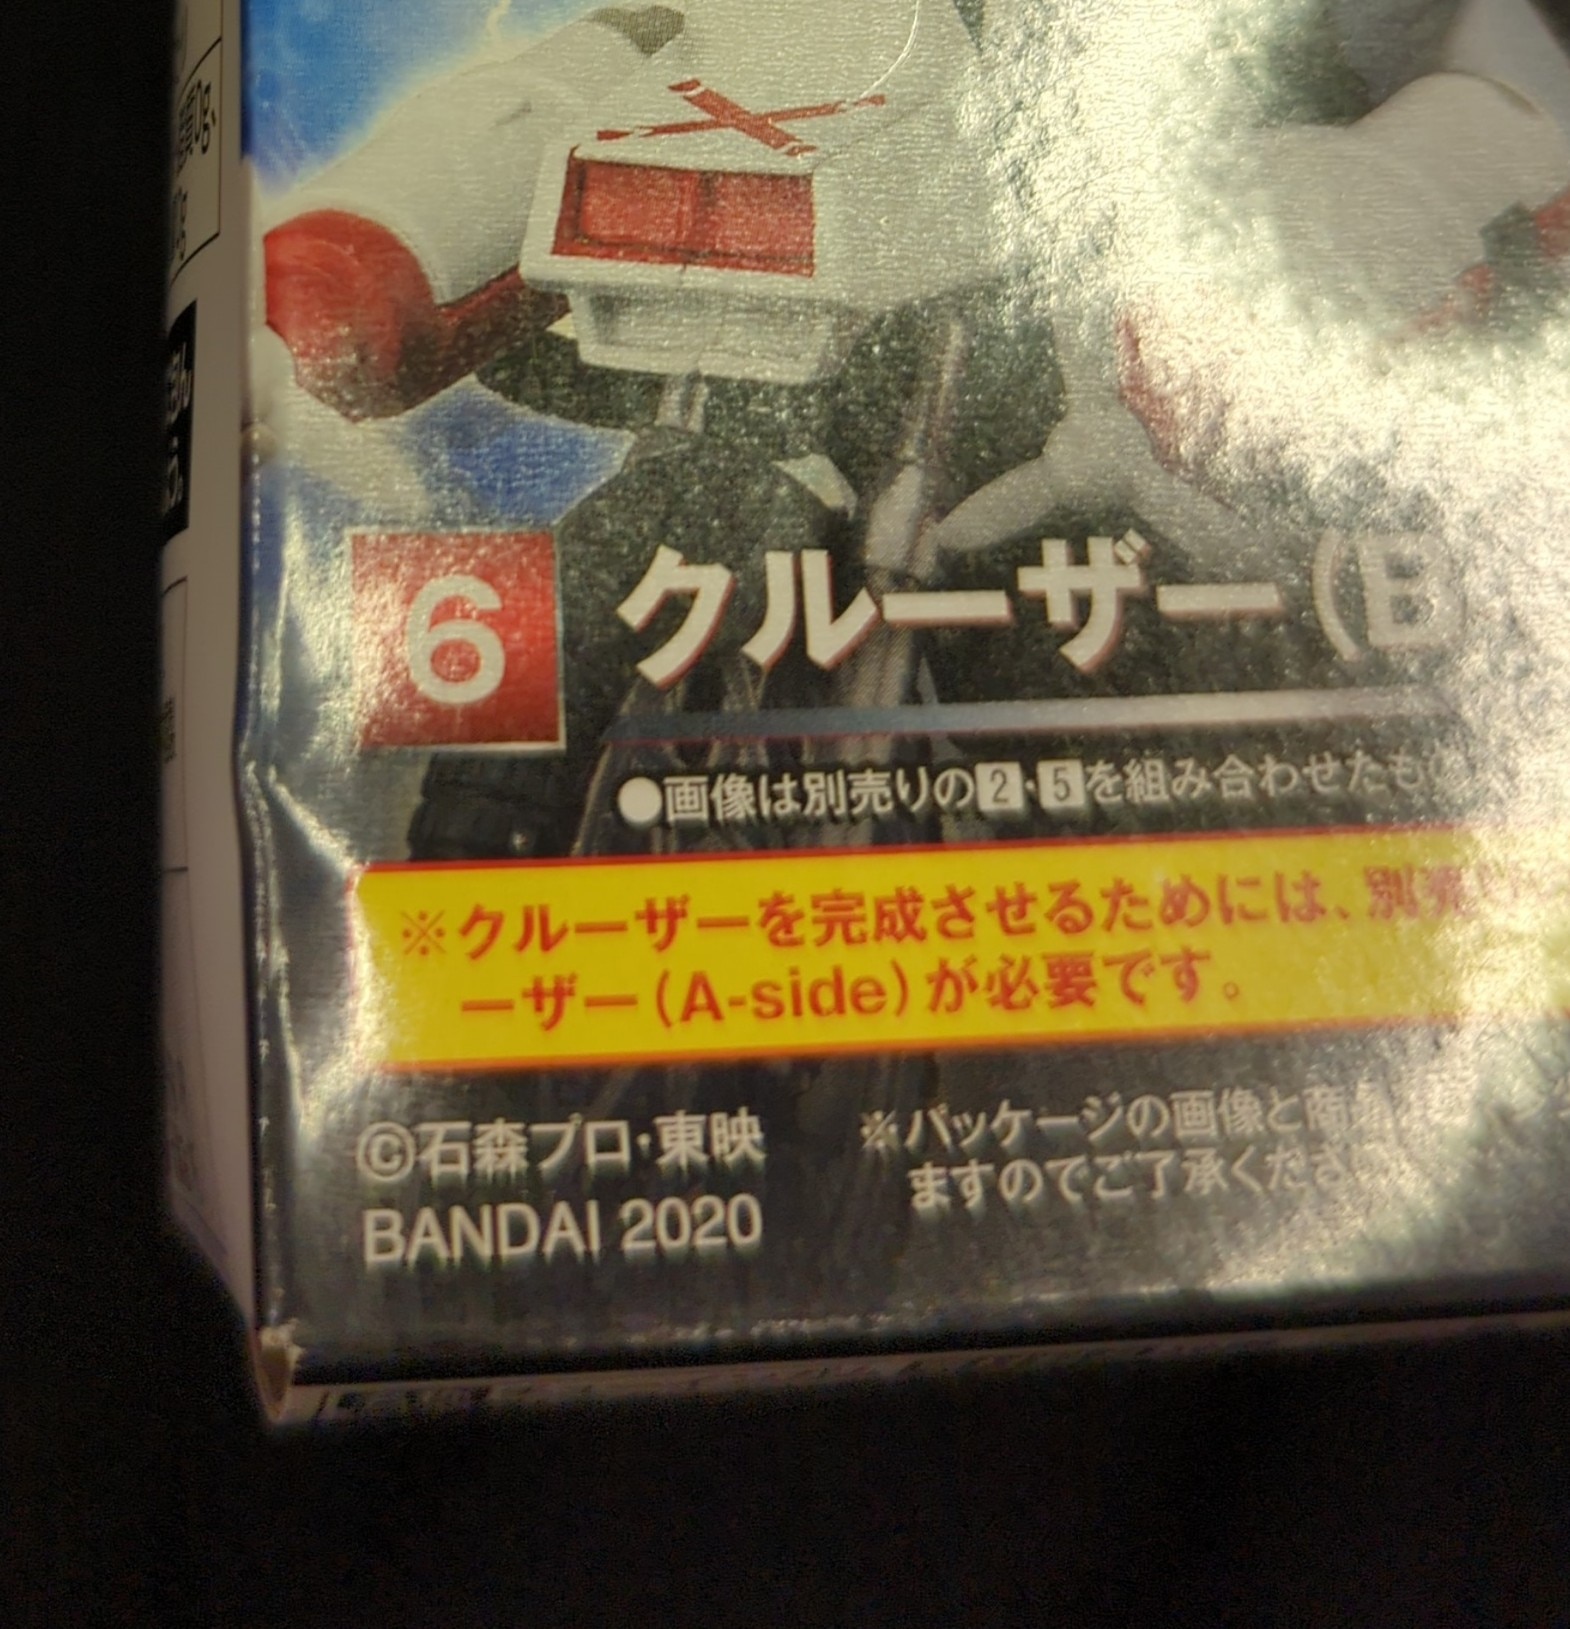 6 クルーザー(B
●画像は別売りの2・5を組み合わせたも
※クルーザーを完成させるためには、別売
ーザー(A-side)が必要です。
©石森プロ・東映
BANDAI 2020
※パッケージの画像と商
ますのでご了承くださ